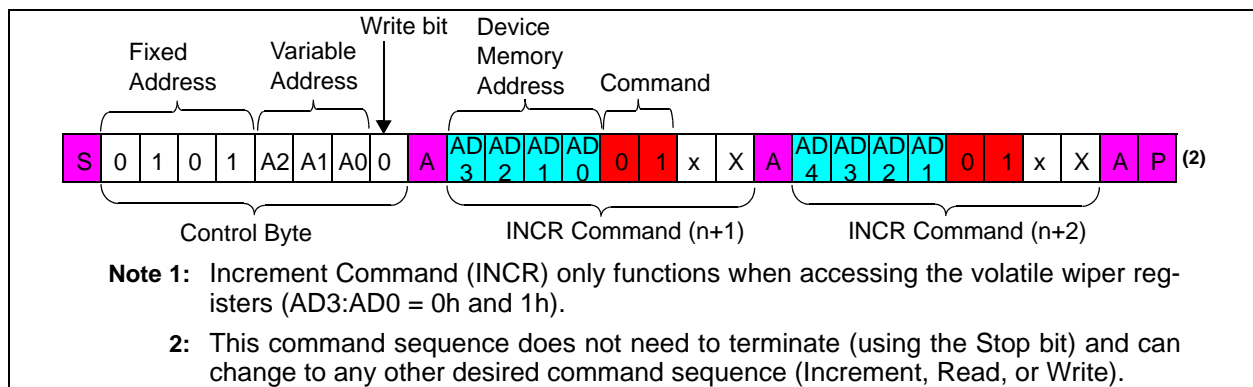 Write bit
Fixed Address
Variable Address
Device Memory Address
Command
S 0 1 0 1 A2 A1 A0 0 A AD3 AD2 AD1 AD0 0 1 x X A AD4 AD3 AD2 AD1 0 1 x X A P (2)
Control Byte
INCR Command (n+1)
INCR Command (n+2)
Note 1: Increment Command (INCR) only functions when accessing the volatile wiper reg-
isters (AD3:AD0 = 0h and 1h).
2: This command sequence does not need to terminate (using the Stop bit) and can
change to any other desired command sequence (Increment, Read, or Write).